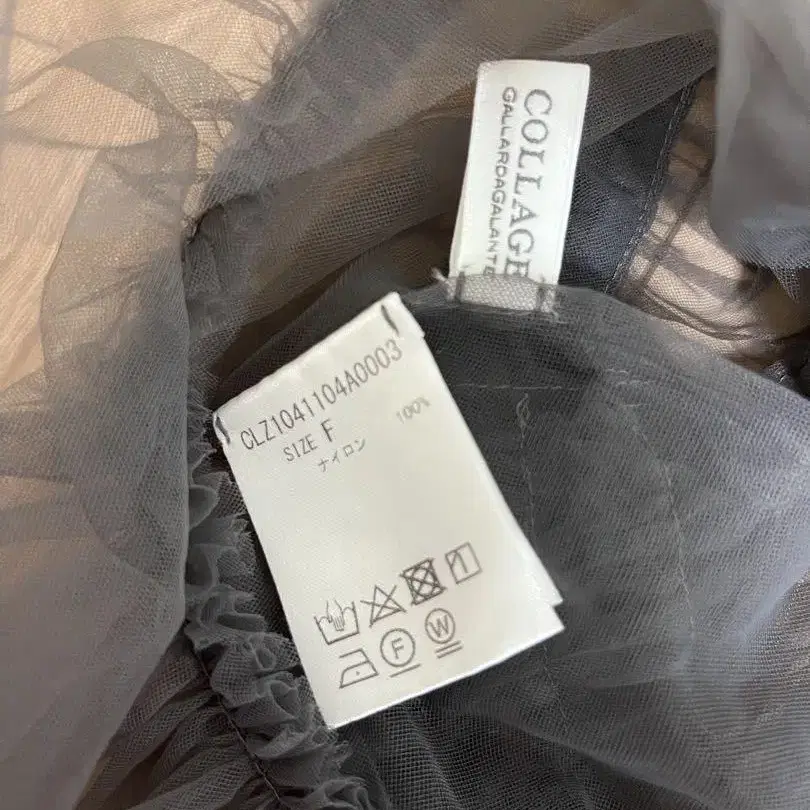 COLLAGE
GALLARDAGALANTE
CLZ1041104A0003
SIZE F
ナイロン 100%
F W